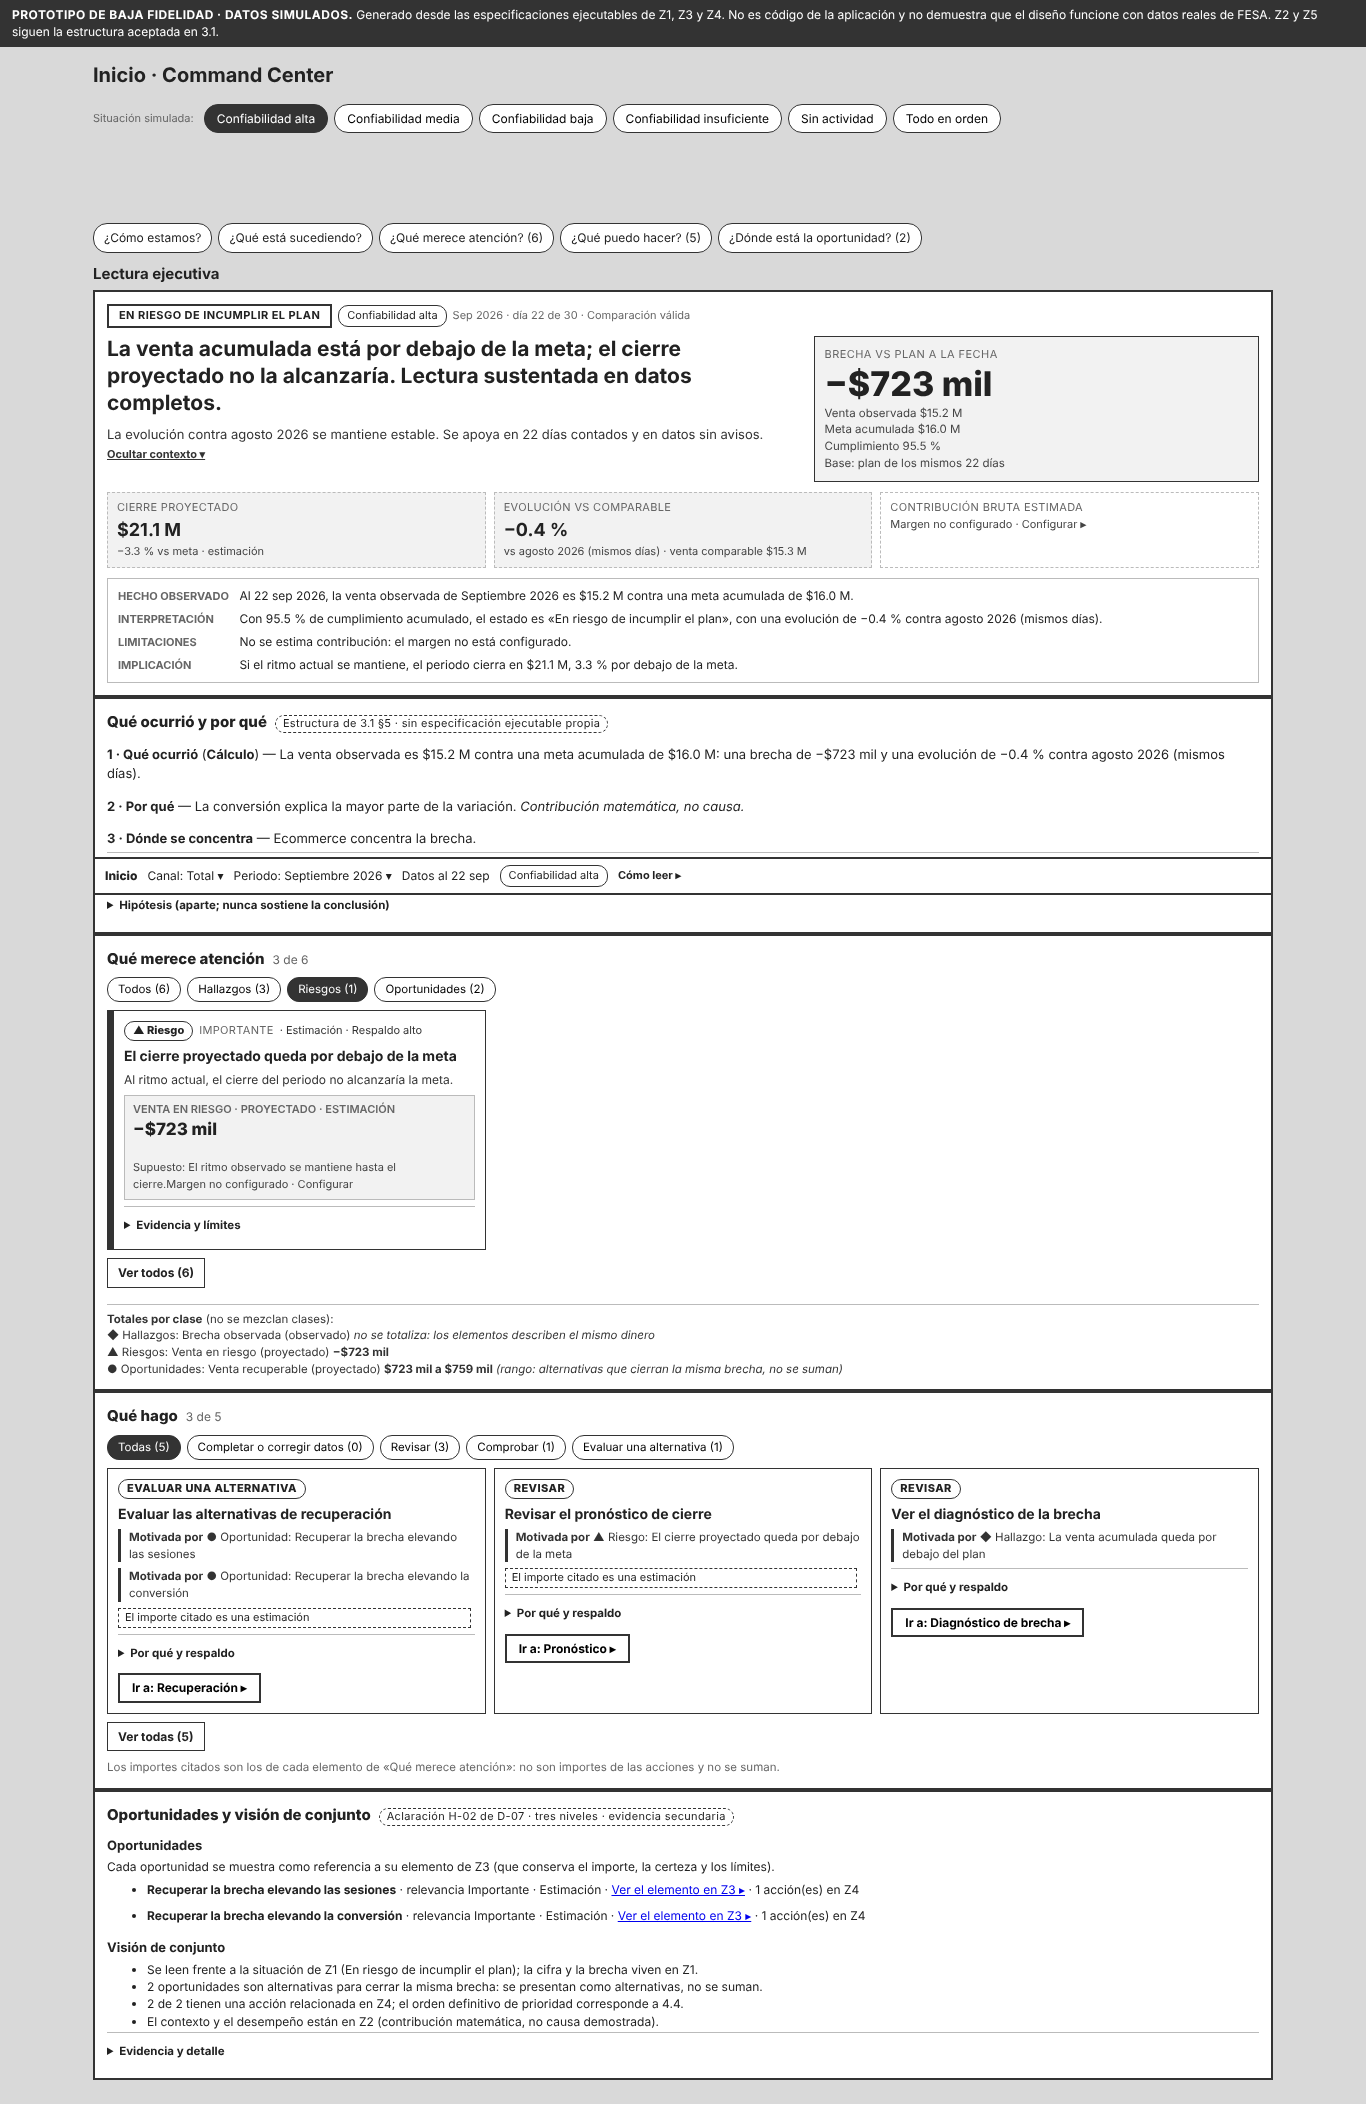 PROTOTIPO DE BAJA FIDELIDAD · DATOS SIMULADOS. Generado desde las especificaciones ejecutables de Z1, Z3 y Z4. No es código de la aplicación y no demuestra que el diseño funcione con datos reales de FESA. Z2 y Z5
siguen la estructura aceptada en 3.1.
Inicio · Command Center
Situación simulada: Confiabilidad alta Confiabilidad media Confiabilidad baja Confiabilidad insuficiente Sin actividad Todo en orden
¿Cómo estamos? ¿Qué está sucediendo? ¿Qué merece atención? (6) ¿Qué puedo hacer? (5) ¿Dónde está la oportunidad? (2)
Lectura ejecutiva
EN RIESGO DE INCUMPLIR EL PLAN Confiabilidad alta Sep 2026 · día 22 de 30 · Comparación válida
La venta acumulada está por debajo de la meta; el cierre
proyectado no la alcanzaría. Lectura sustentada en datos
completos.
La evolución contra agosto 2026 se mantiene estable. Se apoya en 22 días contados y en datos sin avisos.
Ocultar contexto ▾
BRECHA VS PLAN A LA FECHA
−$723 mil
Venta observada $15.2 M
Meta acumulada $16.0 M
Cumplimiento 95.5 %
Base: plan de los mismos 22 días
CIERRE PROYECTADO
$21.1 M
−3.3 % vs meta · estimación
EVOLUCIÓN VS COMPARABLE
−0.4 %
vs agosto 2026 (mismos días) · venta comparable $15.3 M
CONTRIBUCIÓN BRUTA ESTIMADA
Margen no configurado · Configurar ▸
HECHO OBSERVADO Al 22 sep 2026, la venta observada de Septiembre 2026 es $15.2 M contra una meta acumulada de $16.0 M.
INTERPRETACIÓN Con 95.5 % de cumplimiento acumulado, el estado es «En riesgo de incumplir el plan», con una evolución de −0.4 % contra agosto 2026 (mismos días).
LIMITACIONES No se estima contribución: el margen no está configurado.
IMPLICACIÓN Si el ritmo actual se mantiene, el periodo cierra en $21.1 M, 3.3 % por debajo de la meta.
Qué ocurrió y por qué Estructura de 3.1 §5 · sin especificación ejecutable propia
1 · Qué ocurrió (Cálculo) — La venta observada es $15.2 M contra una meta acumulada de $16.0 M: una brecha de −$723 mil y una evolución de −0.4 % contra agosto 2026 (mismos
días).
2 · Por qué — La conversión explica la mayor parte de la variación. Contribución matemática, no causa.
3 · Dónde se concentra — Ecommerce concentra la brecha.
Inicio Canal: Total ▾ Periodo: Septiembre 2026 ▾ Datos al 22 sep Confiabilidad alta Cómo leer ▸
▶ Hipótesis (aparte; nunca sostiene la conclusión)
Qué merece atención 3 de 6
Todos (6) Hallazgos (3) Riesgos (1) Oportunidades (2)
▲ Riesgo IMPORTANTE · Estimación · Respaldo alto
El cierre proyectado queda por debajo de la meta
Al ritmo actual, el cierre del periodo no alcanzaría la meta.
VENTA EN RIESGO · PROYECTADO · ESTIMACIÓN
−$723 mil
Supuesto: El ritmo observado se mantiene hasta el
cierre.Margen no configurado · Configurar
▶ Evidencia y límites
Ver todos (6)
Totales por clase (no se mezclan clases):
◆ Hallazgos: Brecha observada (observado) no se totaliza: los elementos describen el mismo dinero
▲ Riesgos: Venta en riesgo (proyectado) −$723 mil
● Oportunidades: Venta recuperable (proyectado) $723 mil a $759 mil (rango: alternativas que cierran la misma brecha, no se suman)
Qué hago 3 de 5
Todas (5) Completar o corregir datos (0) Revisar (3) Comprobar (1) Evaluar una alternativa (1)
EVALUAR UNA ALTERNATIVA
Evaluar las alternativas de recuperación
Motivada por ● Oportunidad: Recuperar la brecha elevando
las sesiones
Motivada por ● Oportunidad: Recuperar la brecha elevando la
conversión
El importe citado es una estimación
▶ Por qué y respaldo
Ir a: Recuperación ▸
REVISAR
Revisar el pronóstico de cierre
Motivada por ▲ Riesgo: El cierre proyectado queda por debajo
de la meta
El importe citado es una estimación
▶ Por qué y respaldo
Ir a: Pronóstico ▸
REVISAR
Ver el diagnóstico de la brecha
Motivada por ◆ Hallazgo: La venta acumulada queda por
debajo del plan
▶ Por qué y respaldo
Ir a: Diagnóstico de brecha ▸
Ver todas (5)
Los importes citados son los de cada elemento de «Qué merece atención»: no son importes de las acciones y no se suman.
Oportunidades y visión de conjunto Aclaración H-02 de D-07 · tres niveles · evidencia secundaria
Oportunidades
Cada oportunidad se muestra como referencia a su elemento de Z3 (que conserva el importe, la certeza y los límites).
• Recuperar la brecha elevando las sesiones · relevancia Importante · Estimación · Ver el elemento en Z3 ▸ · 1 acción(es) en Z4
• Recuperar la brecha elevando la conversión · relevancia Importante · Estimación · Ver el elemento en Z3 ▸ · 1 acción(es) en Z4
Visión de conjunto
• Se leen frente a la situación de Z1 (En riesgo de incumplir el plan); la cifra y la brecha viven en Z1.
• 2 oportunidades son alternativas para cerrar la misma brecha: se presentan como alternativas, no se suman.
• 2 de 2 tienen una acción relacionada en Z4; el orden definitivo de prioridad corresponde a 4.4.
• El contexto y el desempeño están en Z2 (contribución matemática, no causa demostrada).
▶ Evidencia y detalle